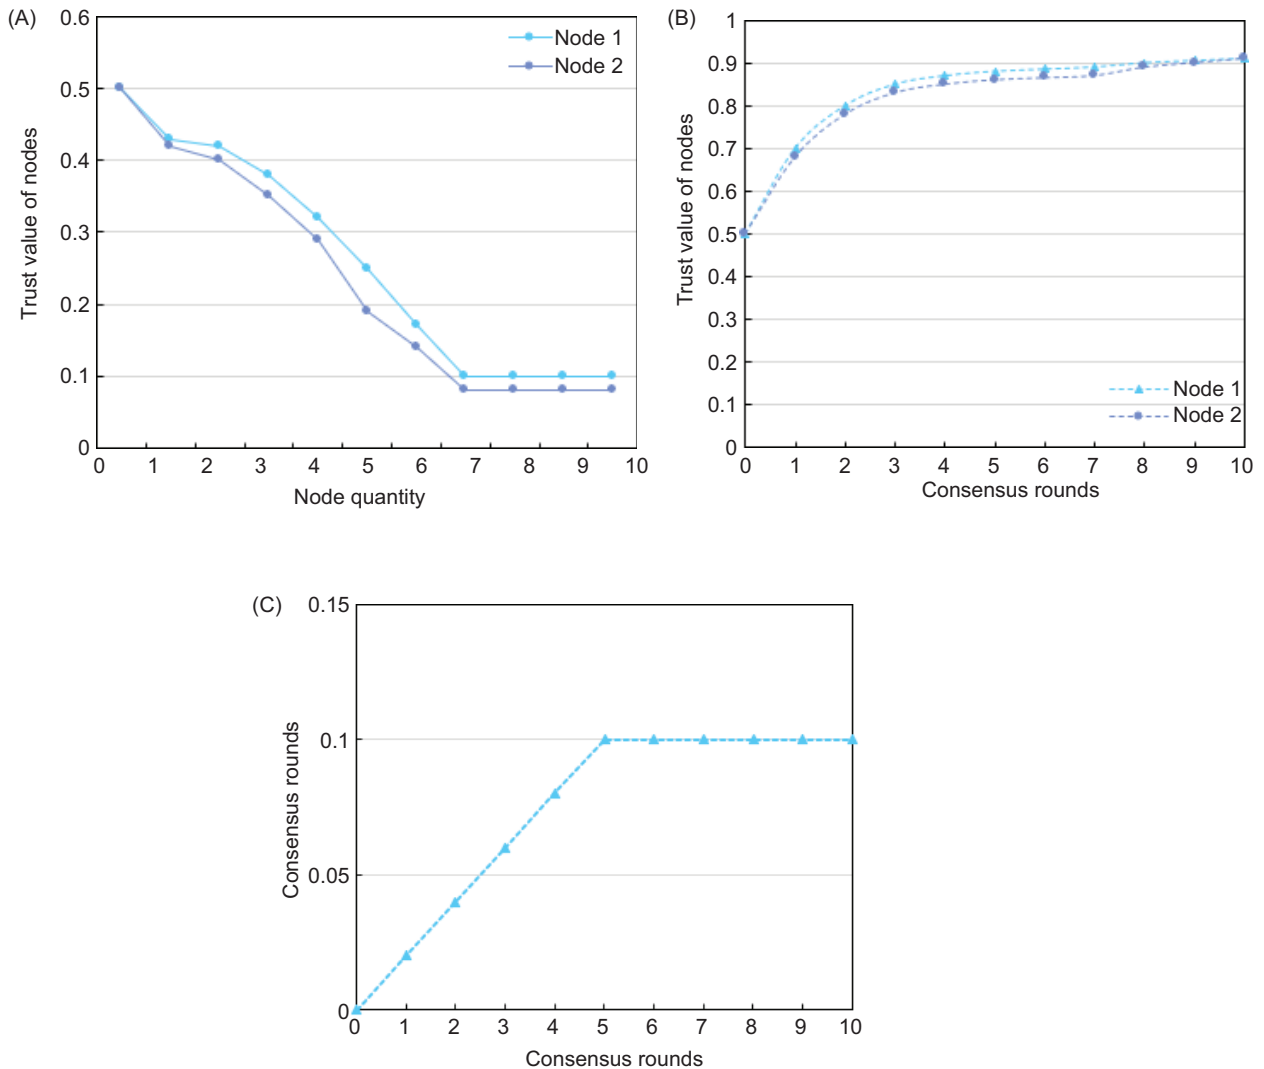 (A)
0.6
0.5
0.4
0.3
0.2
0.1
0
Trust value of nodes
Node 1
Node 2
0 1 2 3 4 5 6 7 8 9 10
Node quantity
(B)
1
0.9
0.8
0.7
0.6
0.5
0.4
0.3
0.2
0.1
0
Trust value of nodes
Node 1
Node 2
0 1 2 3 4 5 6 7 8 9 10
Consensus rounds
(C)
0.15
0.1
0.05
0
Consensus rounds
0 1 2 3 4 5 6 7 8 9 10
Consensus rounds